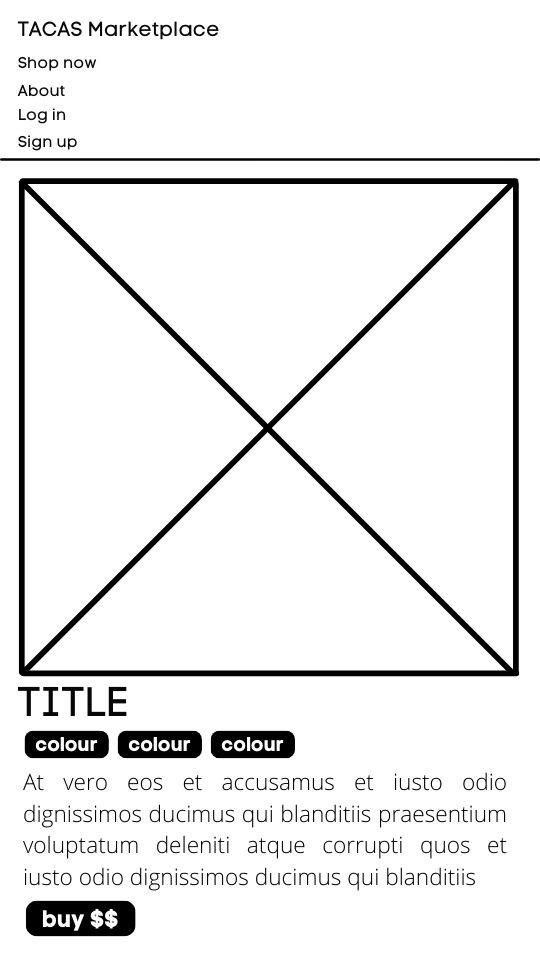 TACAS Marketplace
Shop now
About
Log in
Sign up
TITLE
colour colour colour
At vero eos et accusamus et iusto odio
dignissimos ducimus qui blanditiis praesentium
voluptatum deleniti atque corrupti quos et
iusto odio dignissimos ducimus qui blanditiis
buy $$